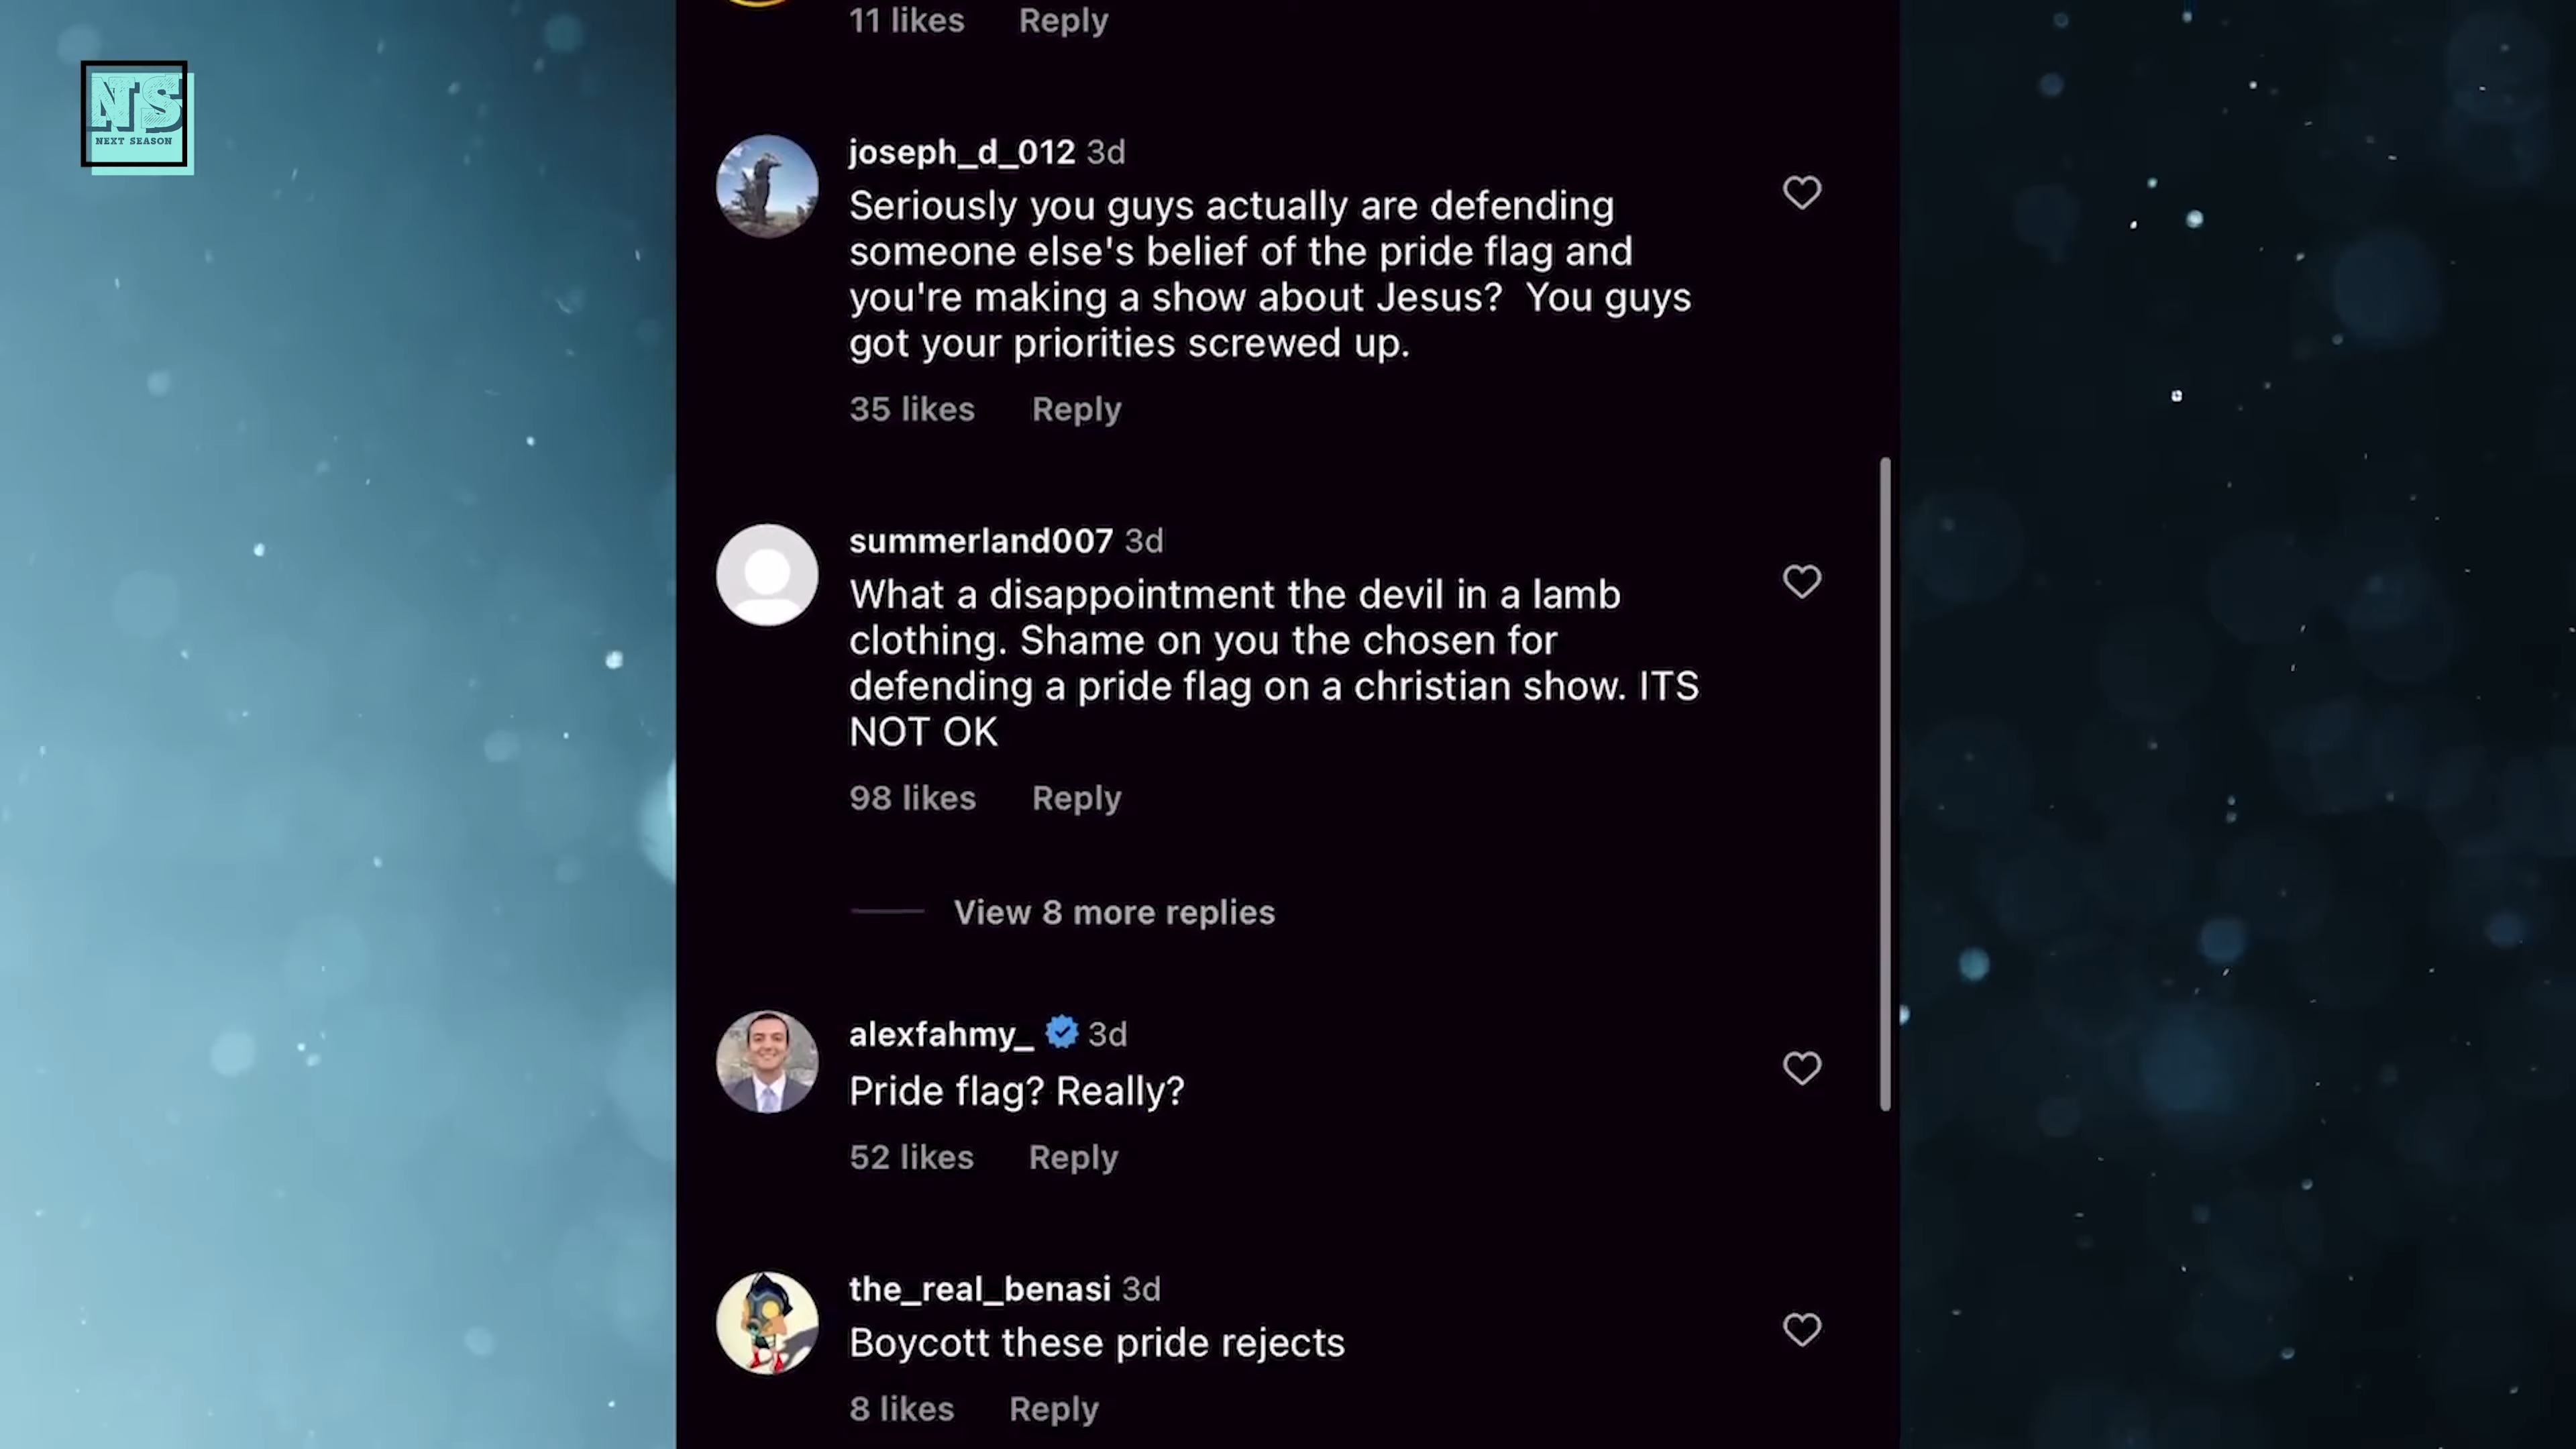 11 likes Reply
NS
NEXT SEASON
joseph_d_012 3d
Seriously you guys actually are defending
someone else's belief of the pride flag and
you're making a show about Jesus? You guys
got your priorities screwed up.
35 likes Reply
summerland007 3d
What a disappointment the devil in a lamb
clothing. Shame on you the chosen for
defending a pride flag on a christian show. ITS
NOT OK
98 likes Reply
View 8 more replies
alexfahmy_ 3d
Pride flag? Really?
52 likes Reply
the_real_benasi 3d
Boycott these pride rejects
8 likes Reply